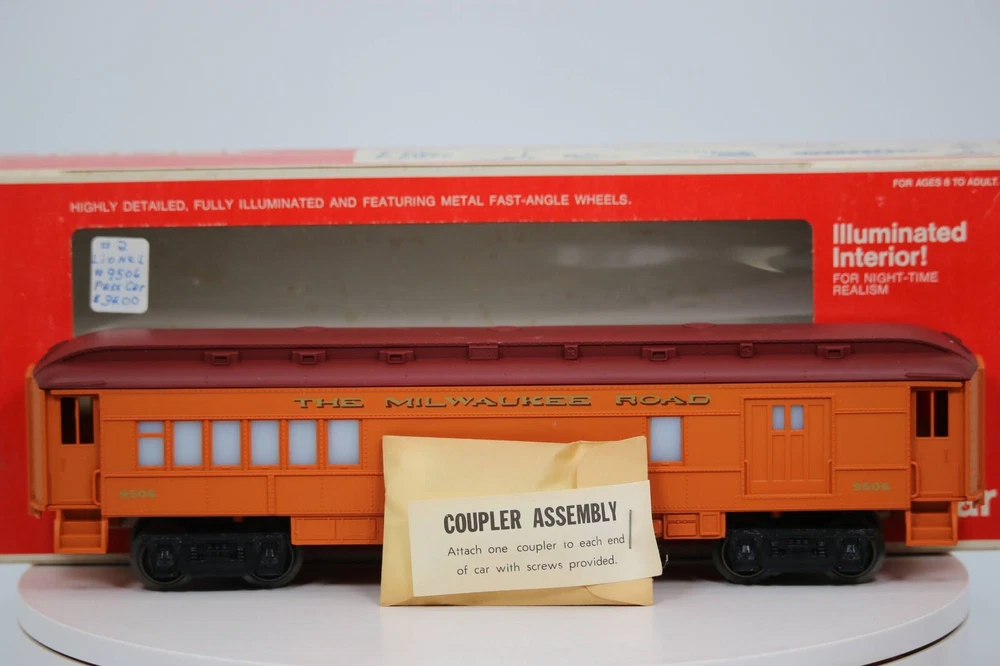 FOR AGES 8 TO ADULT
HIGHLY DETAILED, FULLY ILLUMINATED AND FEATURING METAL FAST-ANGLE WHEELS.
# 2
Lionel
# 9506
Pass Car
Illuminated
Interior!
FOR NIGHT-TIME
REALISM
THE MILWAUKEE ROAD
9506
9506
COUPLER ASSEMBLY
Attach one coupler to each end
of car with screws provided.